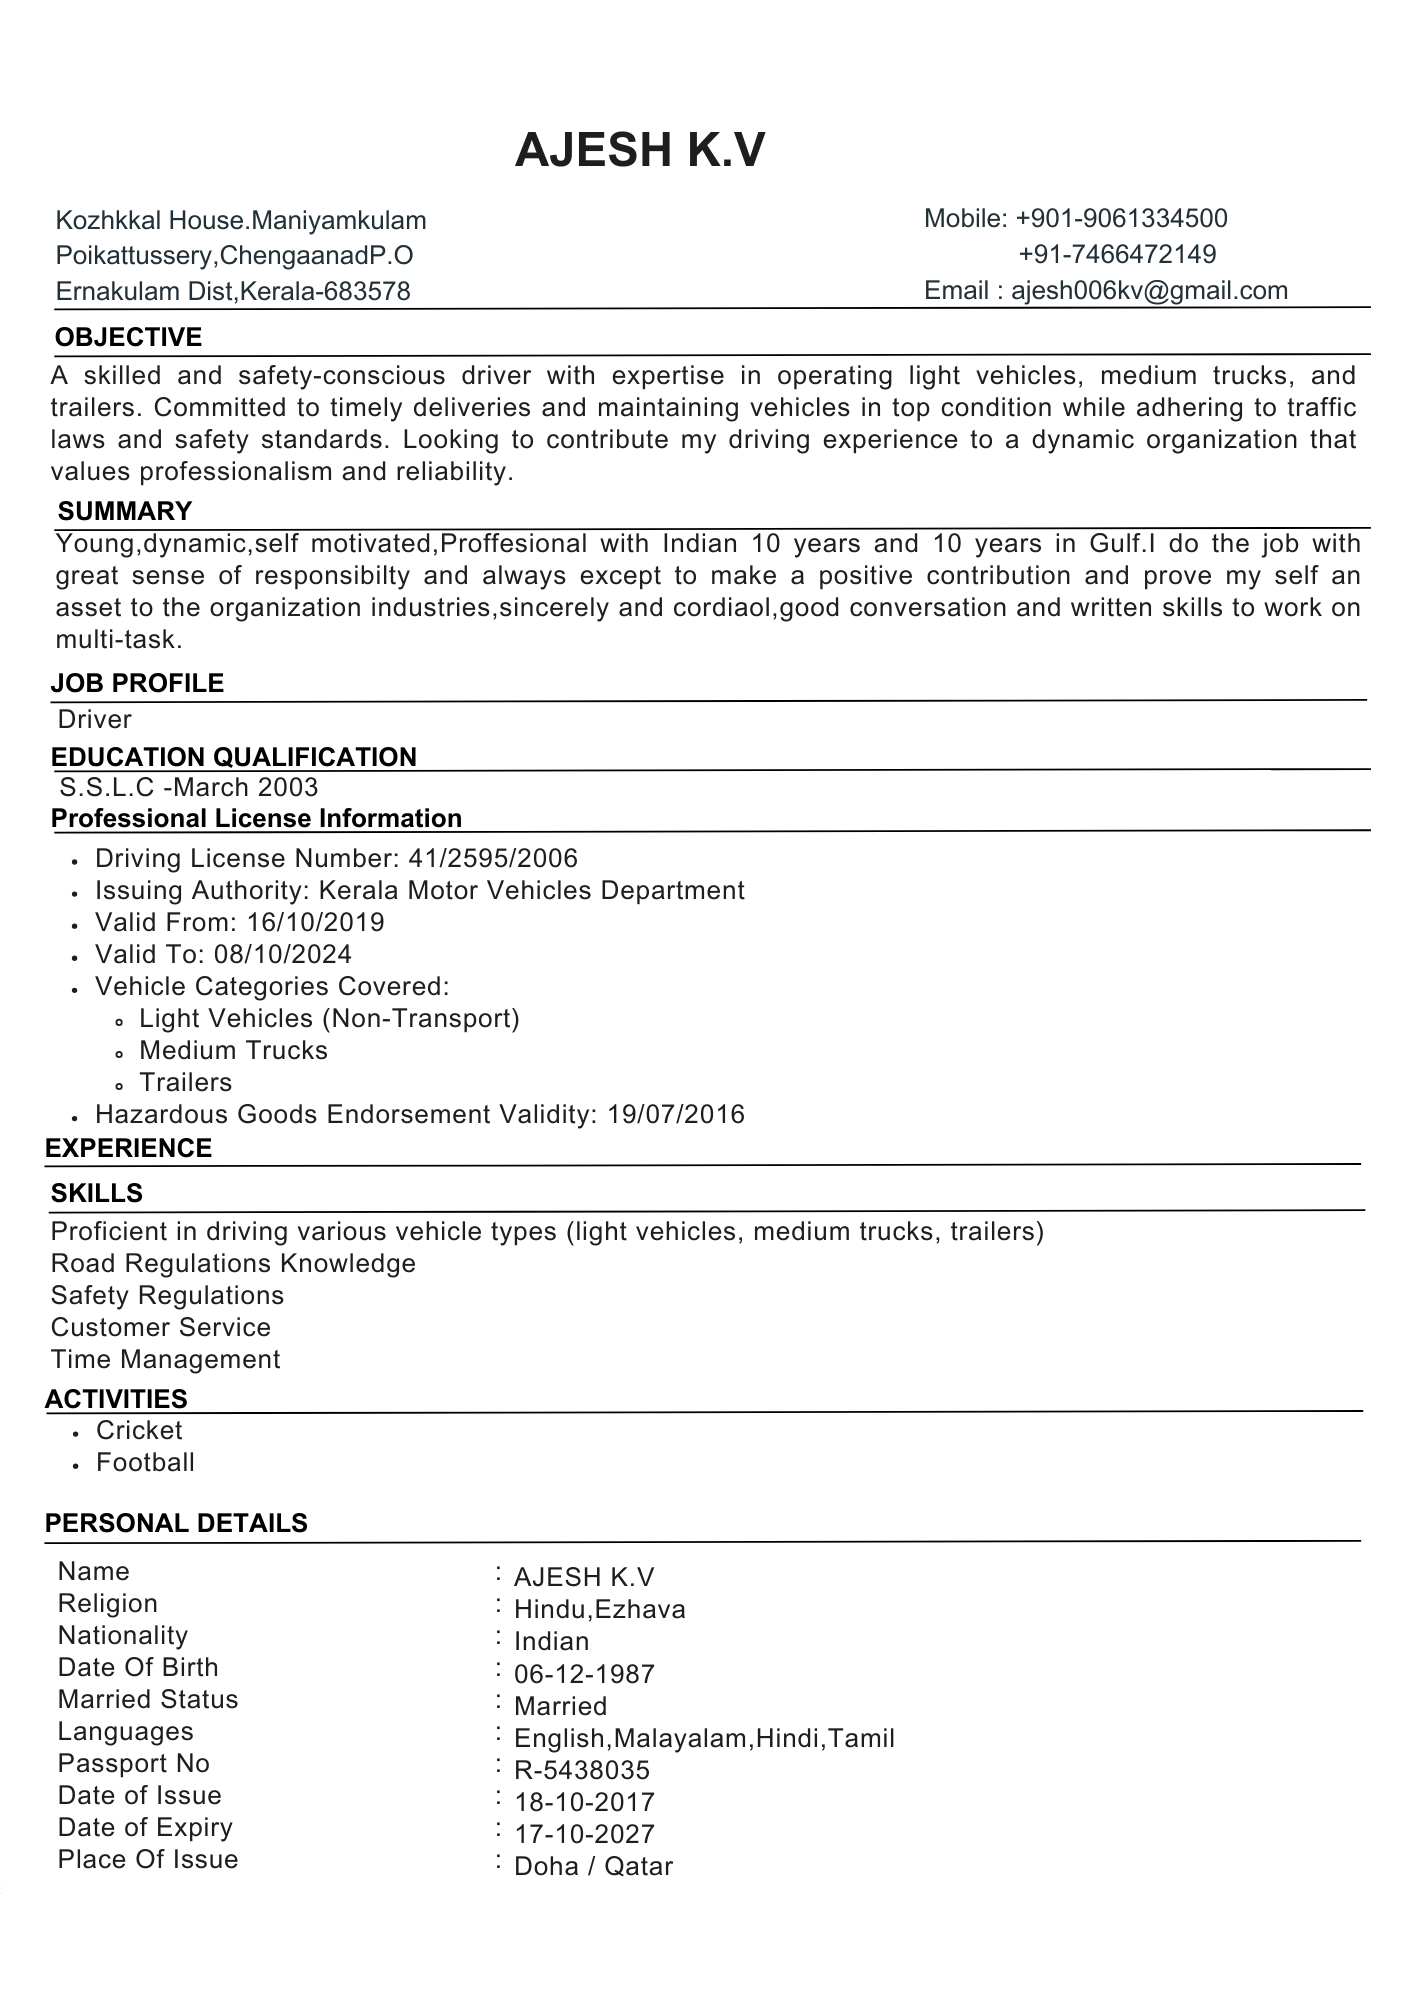 AJESH K.V
Kozhkkal House.Maniyamkulam
Poikattussery,ChengaanadP.O
Ernakulam Dist,Kerala-683578
Mobile: +901-9061334500
+91-7466472149
Email : ajesh006kv@gmail.com
OBJECTIVE
A skilled and safety-conscious driver with expertise in operating light vehicles, medium trucks, and
trailers. Committed to timely deliveries and maintaining vehicles in top condition while adhering to traffic
laws and safety standards. Looking to contribute my driving experience to a dynamic organization that
values professionalism and reliability.
SUMMARY
Young,dynamic,self motivated,Proffesional with Indian 10 years and 10 years in Gulf.I do the job with
great sense of responsibilty and always except to make a positive contribution and prove my self an
asset to the organization industries,sincerely and cordiaol,good conversation and written skills to work on
multi-task.
JOB PROFILE
Driver
EDUCATION QUALIFICATION
S.S.L.C -March 2003
Professional License Information
• Driving License Number: 41/2595/2006
• Issuing Authority: Kerala Motor Vehicles Department
• Valid From: 16/10/2019
• Valid To: 08/10/2024
• Vehicle Categories Covered:
◦ Light Vehicles (Non-Transport)
◦ Medium Trucks
◦ Trailers
• Hazardous Goods Endorsement Validity: 19/07/2016
EXPERIENCE
SKILLS
Proficient in driving various vehicle types (light vehicles, medium trucks, trailers)
Road Regulations Knowledge
Safety Regulations
Customer Service
Time Management
ACTIVITIES
• Cricket
• Football
PERSONAL DETAILS
Name : AJESH K.V
Religion : Hindu,Ezhava
Nationality : Indian
Date Of Birth : 06-12-1987
Married Status : Married
Languages : English,Malayalam,Hindi,Tamil
Passport No : R-5438035
Date of Issue : 18-10-2017
Date of Expiry : 17-10-2027
Place Of Issue : Doha / Qatar